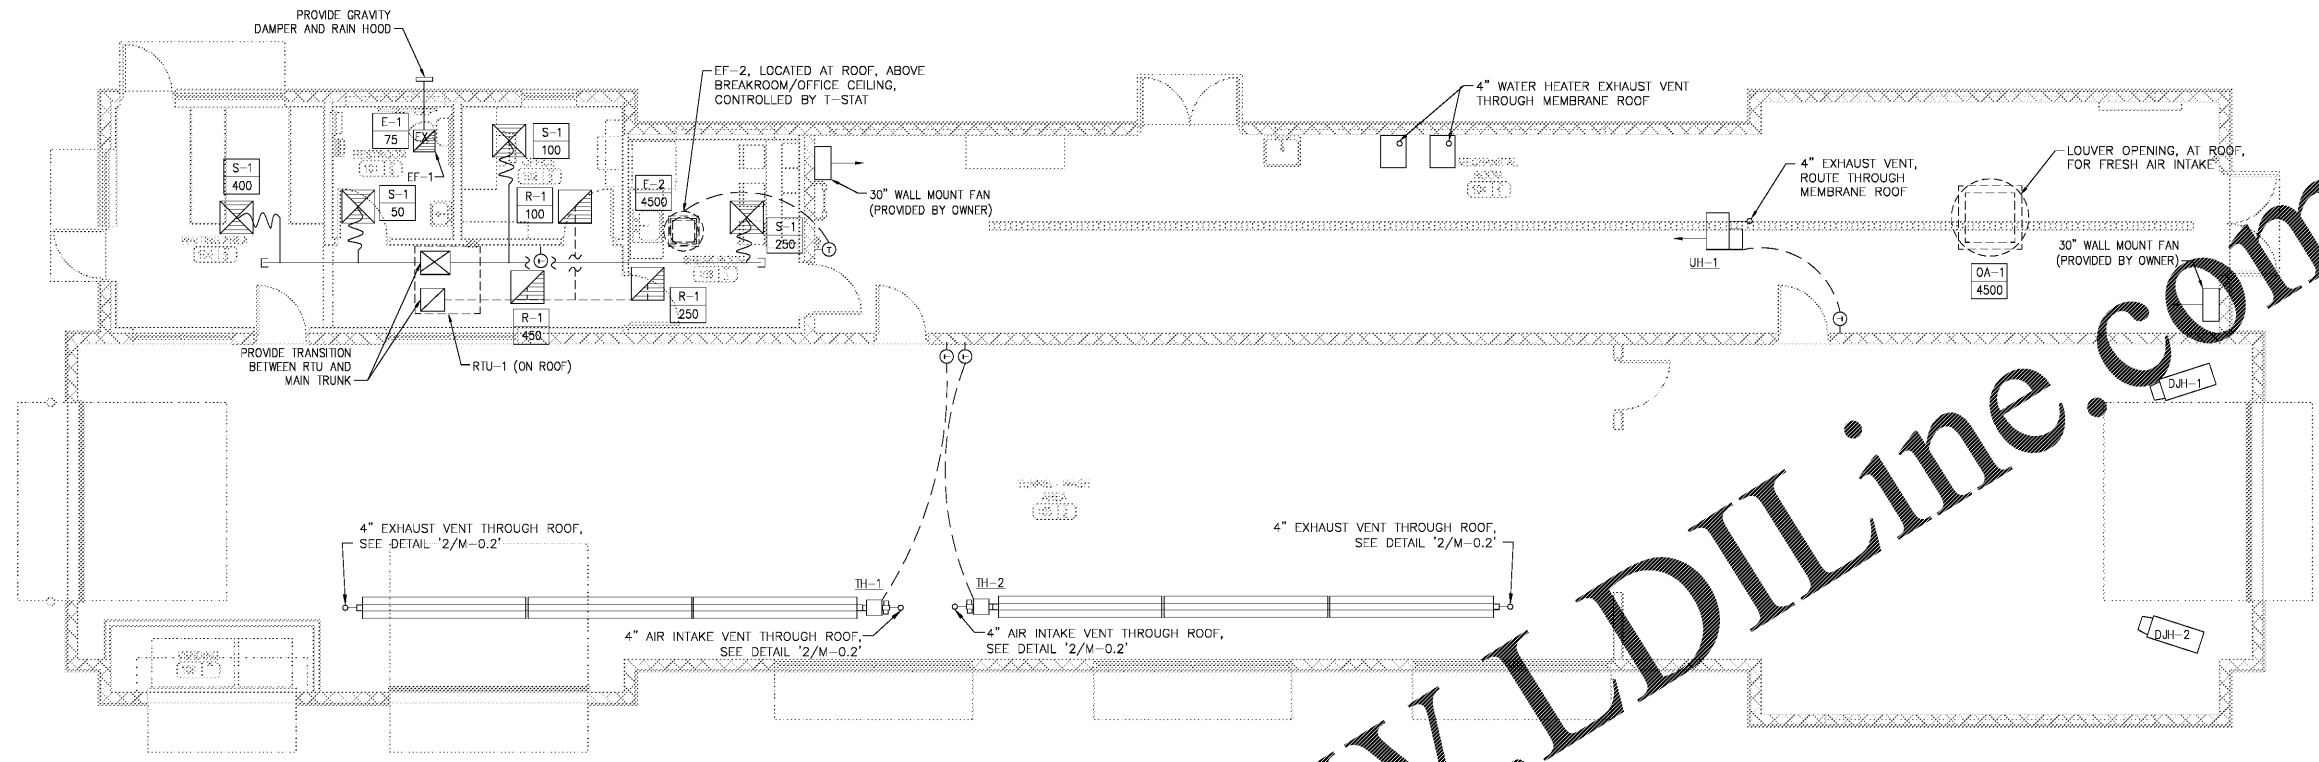 PROVIDE GRAVITY
DAMPER AND RAIN HOOD
EF-2, LOCATED AT ROOF, ABOVE
BREAKROOM/OFFICE CEILING,
CONTROLLED BY T-STAT
4" WATER HEATER EXHAUST VENT
THROUGH MEMBRANE ROOF
E-1
75
EX
EF-1
S-1
100
S-1
400
S-1
50
R-1
100
E-2
4500
S-1
250
30" WALL MOUNT FAN
(PROVIDED BY OWNER)
T
MECHANICAL
ROOM
4" EXHAUST VENT,
ROUTE THROUGH
MEMBRANE ROOF
LOUVER OPENING, AT ROOF,
FOR FRESH AIR INTAKE
UH-1
OA-1
4500
30" WALL MOUNT FAN
(PROVIDED BY OWNER)
T
R-1
450
R-1
250
T
PROVIDE TRANSITION
BETWEEN RTU AND
MAIN TRUNK
RTU-1 (ON ROOF)
T
T
DJH-1
TUNNEL WASH
AREA
4" EXHAUST VENT THROUGH ROOF,
SEE DETAIL '2/M-0.2'
4" EXHAUST VENT THROUGH ROOF,
SEE DETAIL '2/M-0.2'
TH-1
TH-2
4" AIR INTAKE VENT THROUGH ROOF,
SEE DETAIL '2/M-0.2'
4" AIR INTAKE VENT THROUGH ROOF,
SEE DETAIL '2/M-0.2'
DJH-2
.LDILine.com